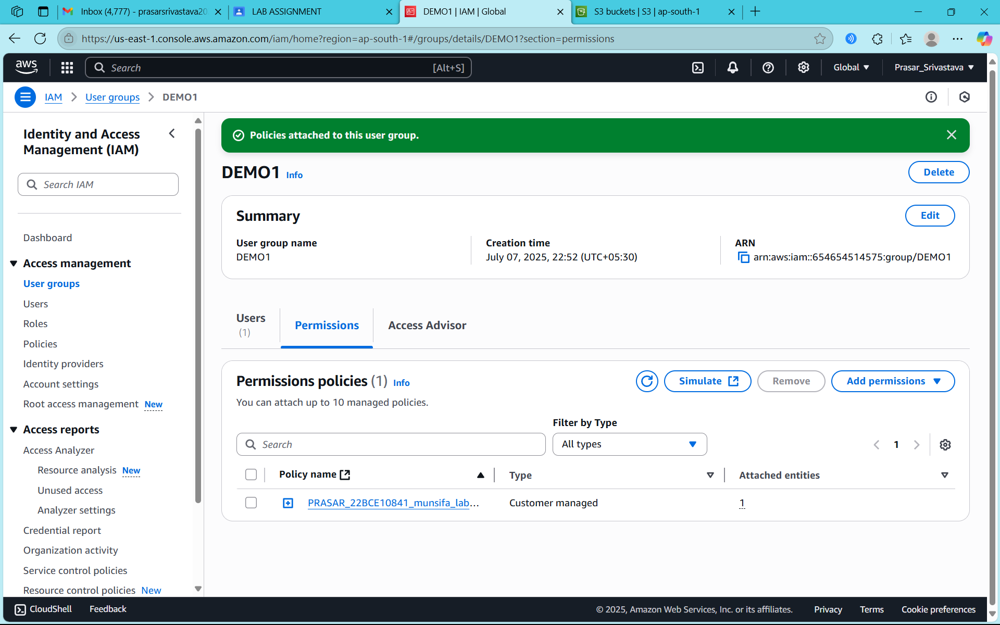 Inbox (4,777) - prasarsrivastava20
LAB ASSIGNMENT
DEMO1 | IAM | Global
S3 buckets | S3 | ap-south-1
https://us-east-1.console.aws.amazon.com/iam/home?region=ap-south-1#/groups/details/DEMO1?section=permissions
aws
Search
[Alt+S]
Global
Prasar_Srivastava
IAM
User groups
DEMO1
Identity and Access
Management (IAM)
Search IAM
Dashboard
Access management
User groups
Users
Roles
Policies
Identity providers
Account settings
Root access management New
Access reports
Access Analyzer
Resource analysis New
Unused access
Analyzer settings
Credential report
Organization activity
Service control policies
Resource control policies New
Policies attached to this user group.
DEMO1 Info
Delete
Summary
Edit
User group name
DEMO1
Creation time
July 07, 2025, 22:52 (UTC+05:30)
ARN
arn:aws:iam::654654514575:group/DEMO1
Users
(1)
Permissions
Access Advisor
Permissions policies (1) Info
Simulate
Remove
Add permissions
You can attach up to 10 managed policies.
Filter by Type
Search
All types
1
Policy name
Type
Attached entities
PRASAR_22BCE10841_munsifa_lab...
Customer managed
1
CloudShell
Feedback
© 2025, Amazon Web Services, Inc. or its affiliates.
Privacy
Terms
Cookie preferences